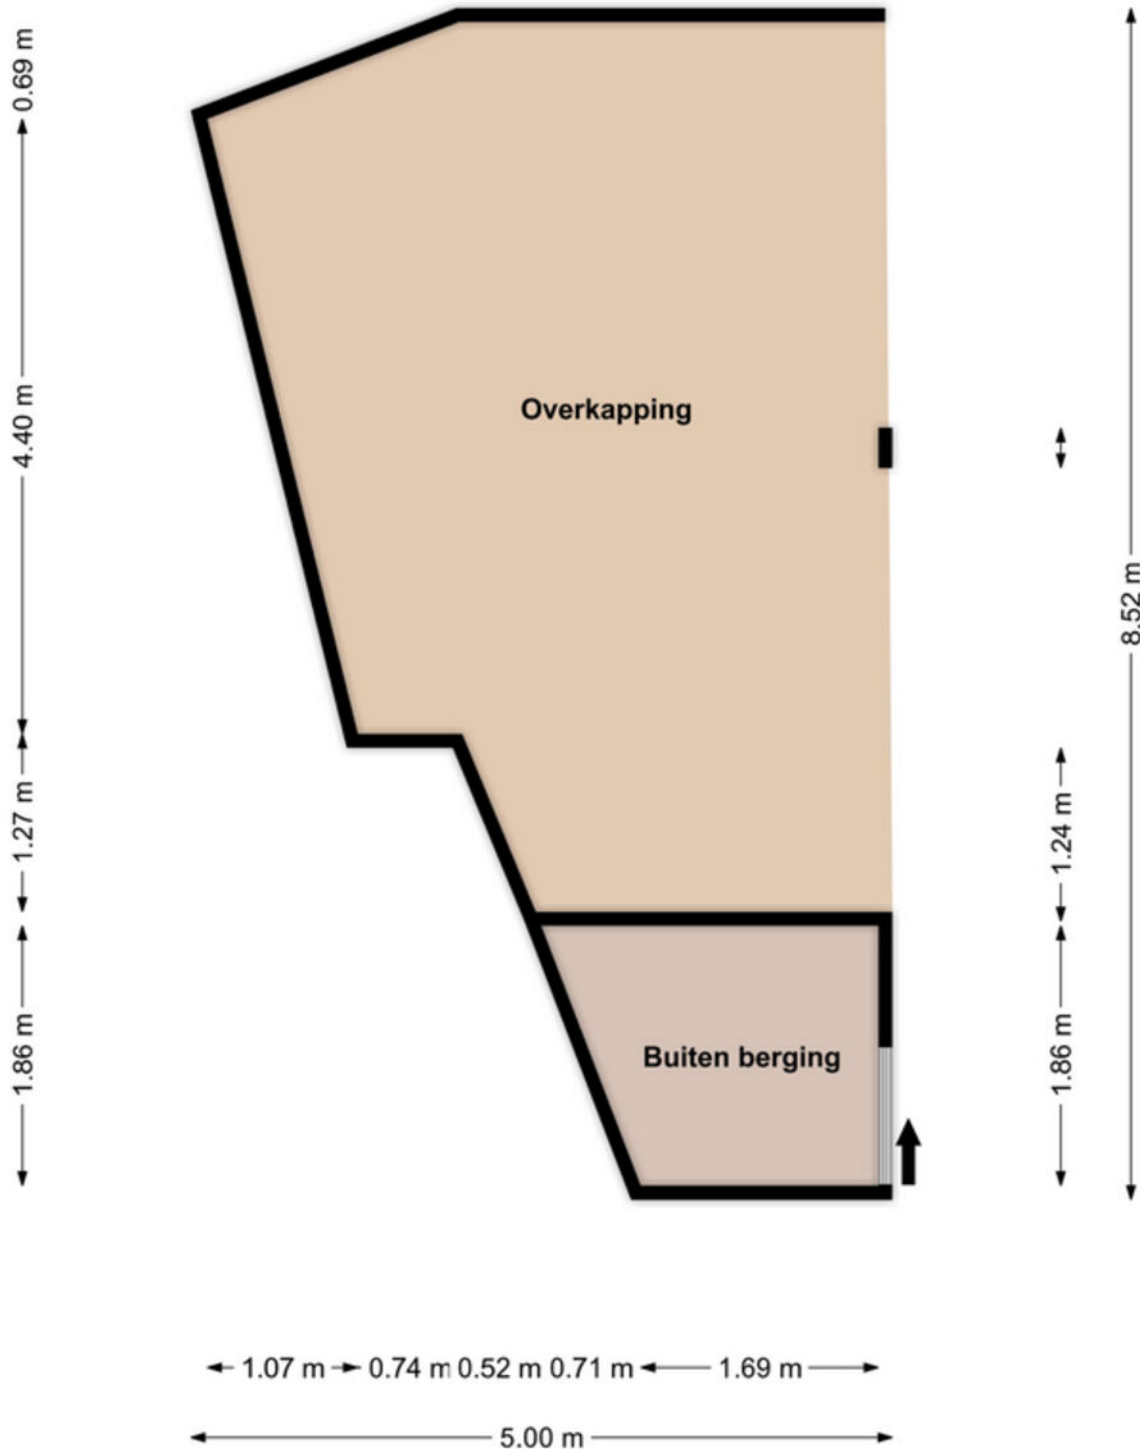 0.69 m
Overkapping
4.40 m
8.52 m
1.27 m
1.24 m
Buiten berging
1.86 m
1.86 m
1.07 m 0.74 m 0.52 m 0.71 m 1.69 m
5.00 m